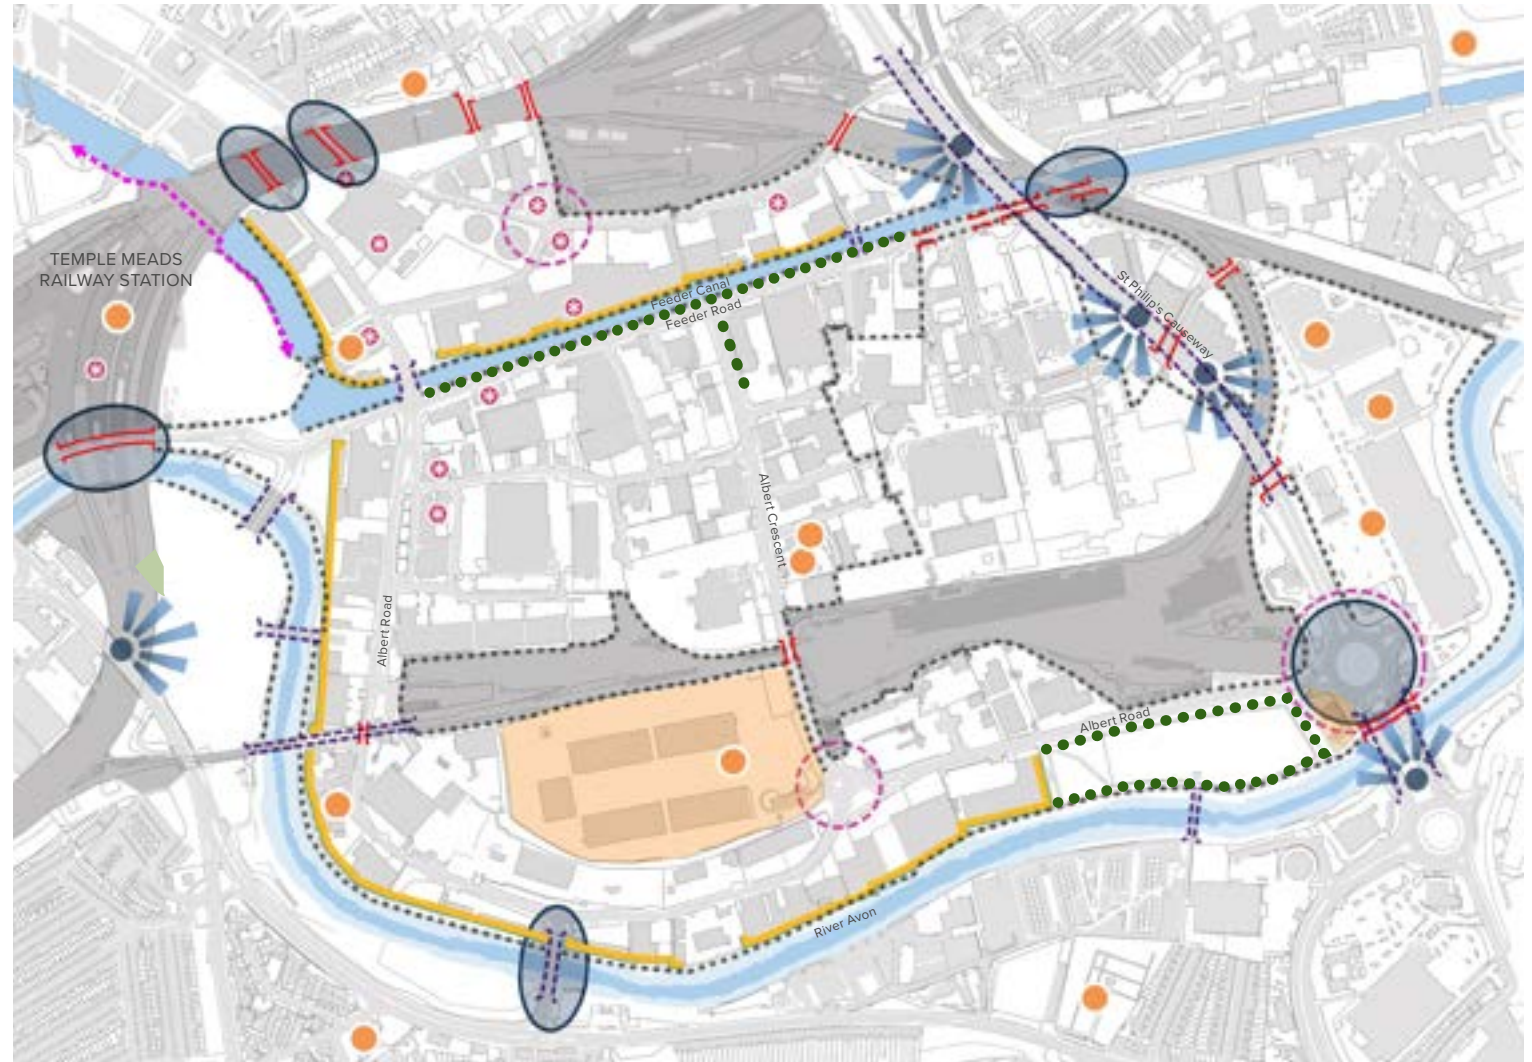 TEMPLE MEADS
RAILWAY STATION
Feeder Canal
Feeder Road
St Philip's Causeway
Albert Crescent
Albert Road
Albert Road
River Avon